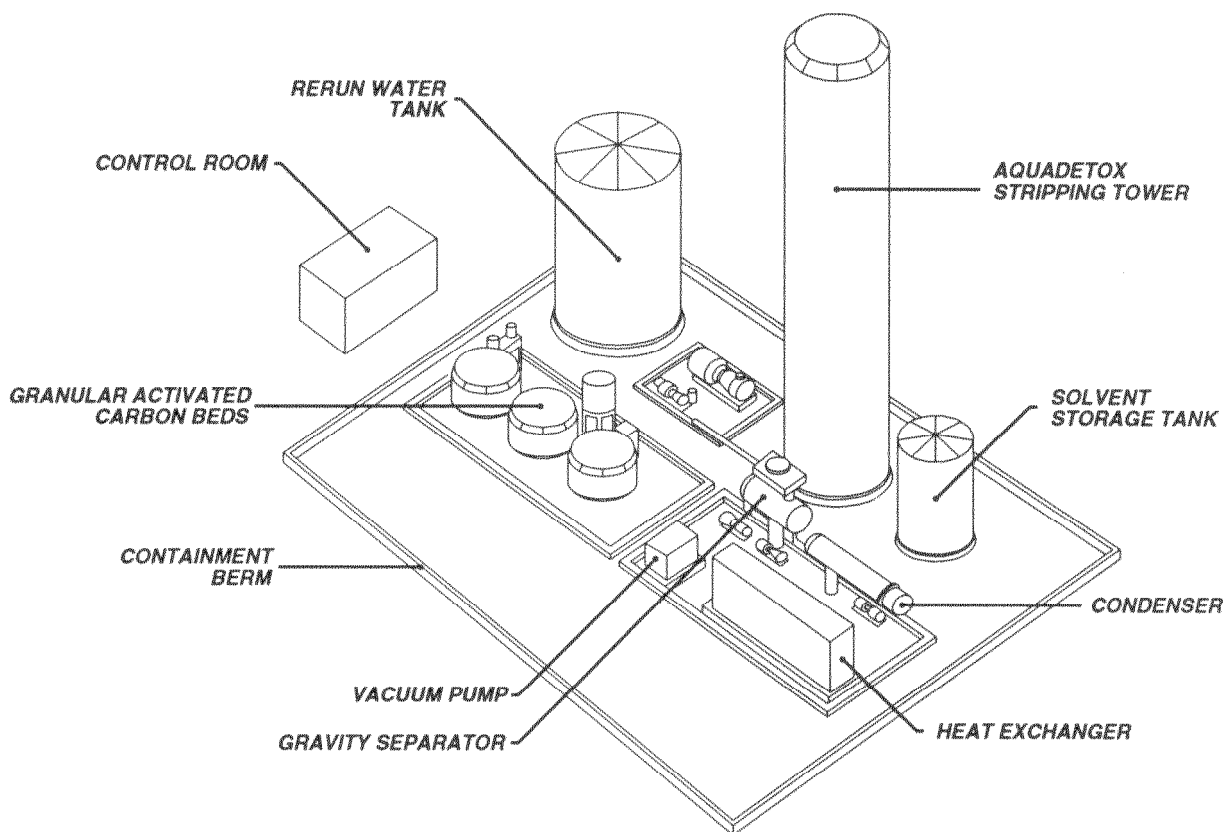 RERUN WATER
TANK
CONTROL ROOM
AQUADETOX
STRIPPING TOWER
GRANULAR ACTIVATED
CARBON BEDS
SOLVENT
STORAGE TANK
CONTAINMENT
BERM
CONDENSER
VACUUM PUMP
GRAVITY SEPARATOR
HEAT EXCHANGER